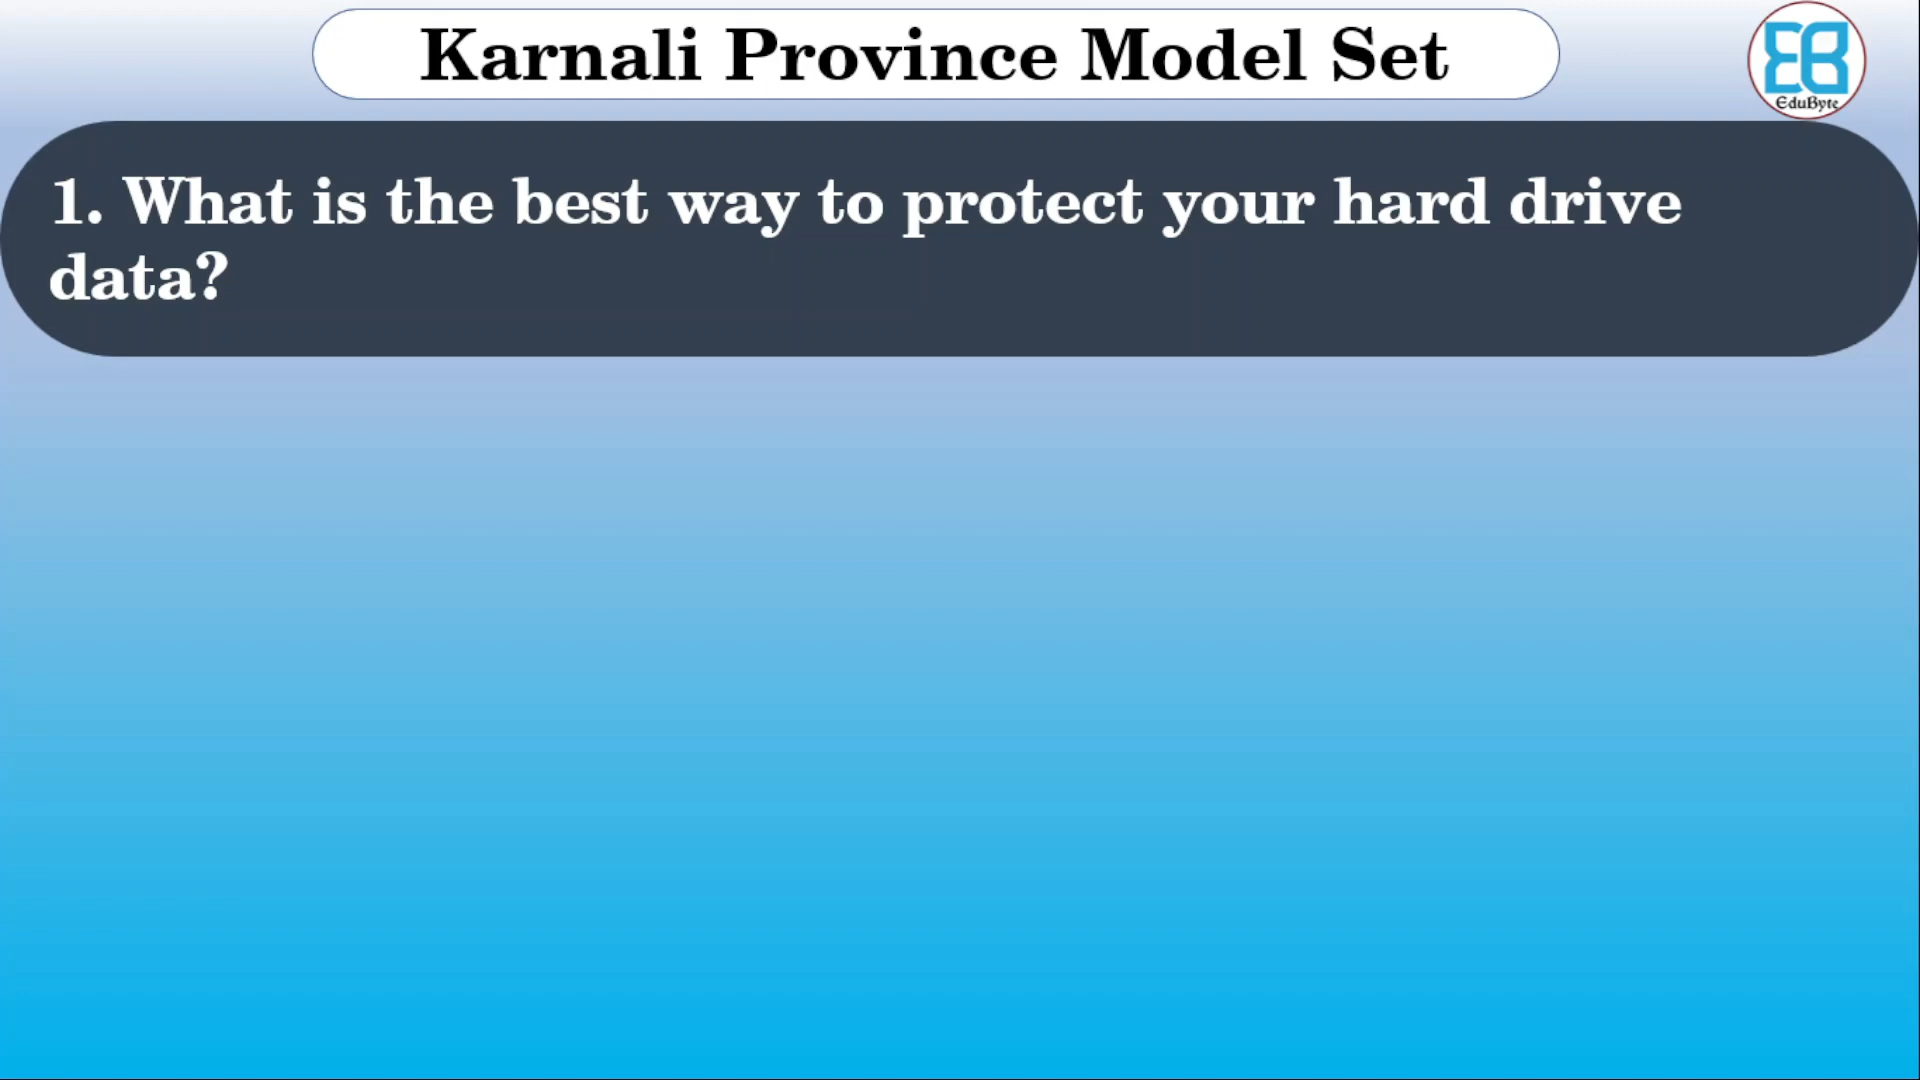 Karnali Province Model Set
EduByte
1. What is the best way to protect your hard drive
data?